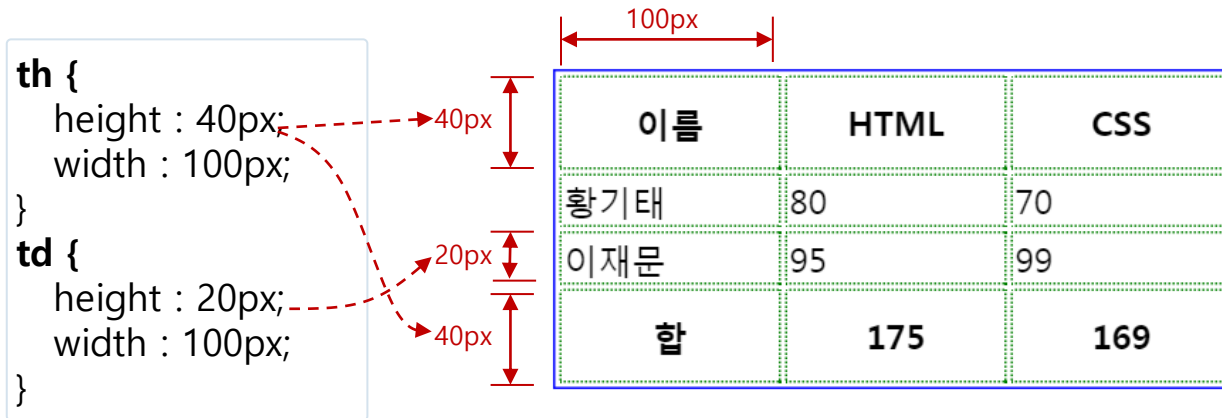 th {
height : 40px;
width : 100px;
}
td {
height : 20px;
width : 100px;
}
100px
40px
20px
40px
이름 HTML CSS
황기태 80 70
이재문 95 99
합 175 169